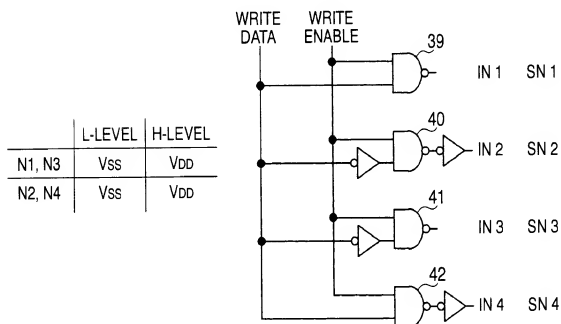 WRITE DATA
WRITE ENABLE
39
IN 1 SN 1
40
IN 2 SN 2
41
IN 3 SN 3
42
IN 4 SN 4
L-LEVEL H-LEVEL
N1, N3 VSS VDD
N2, N4 VSS VDD